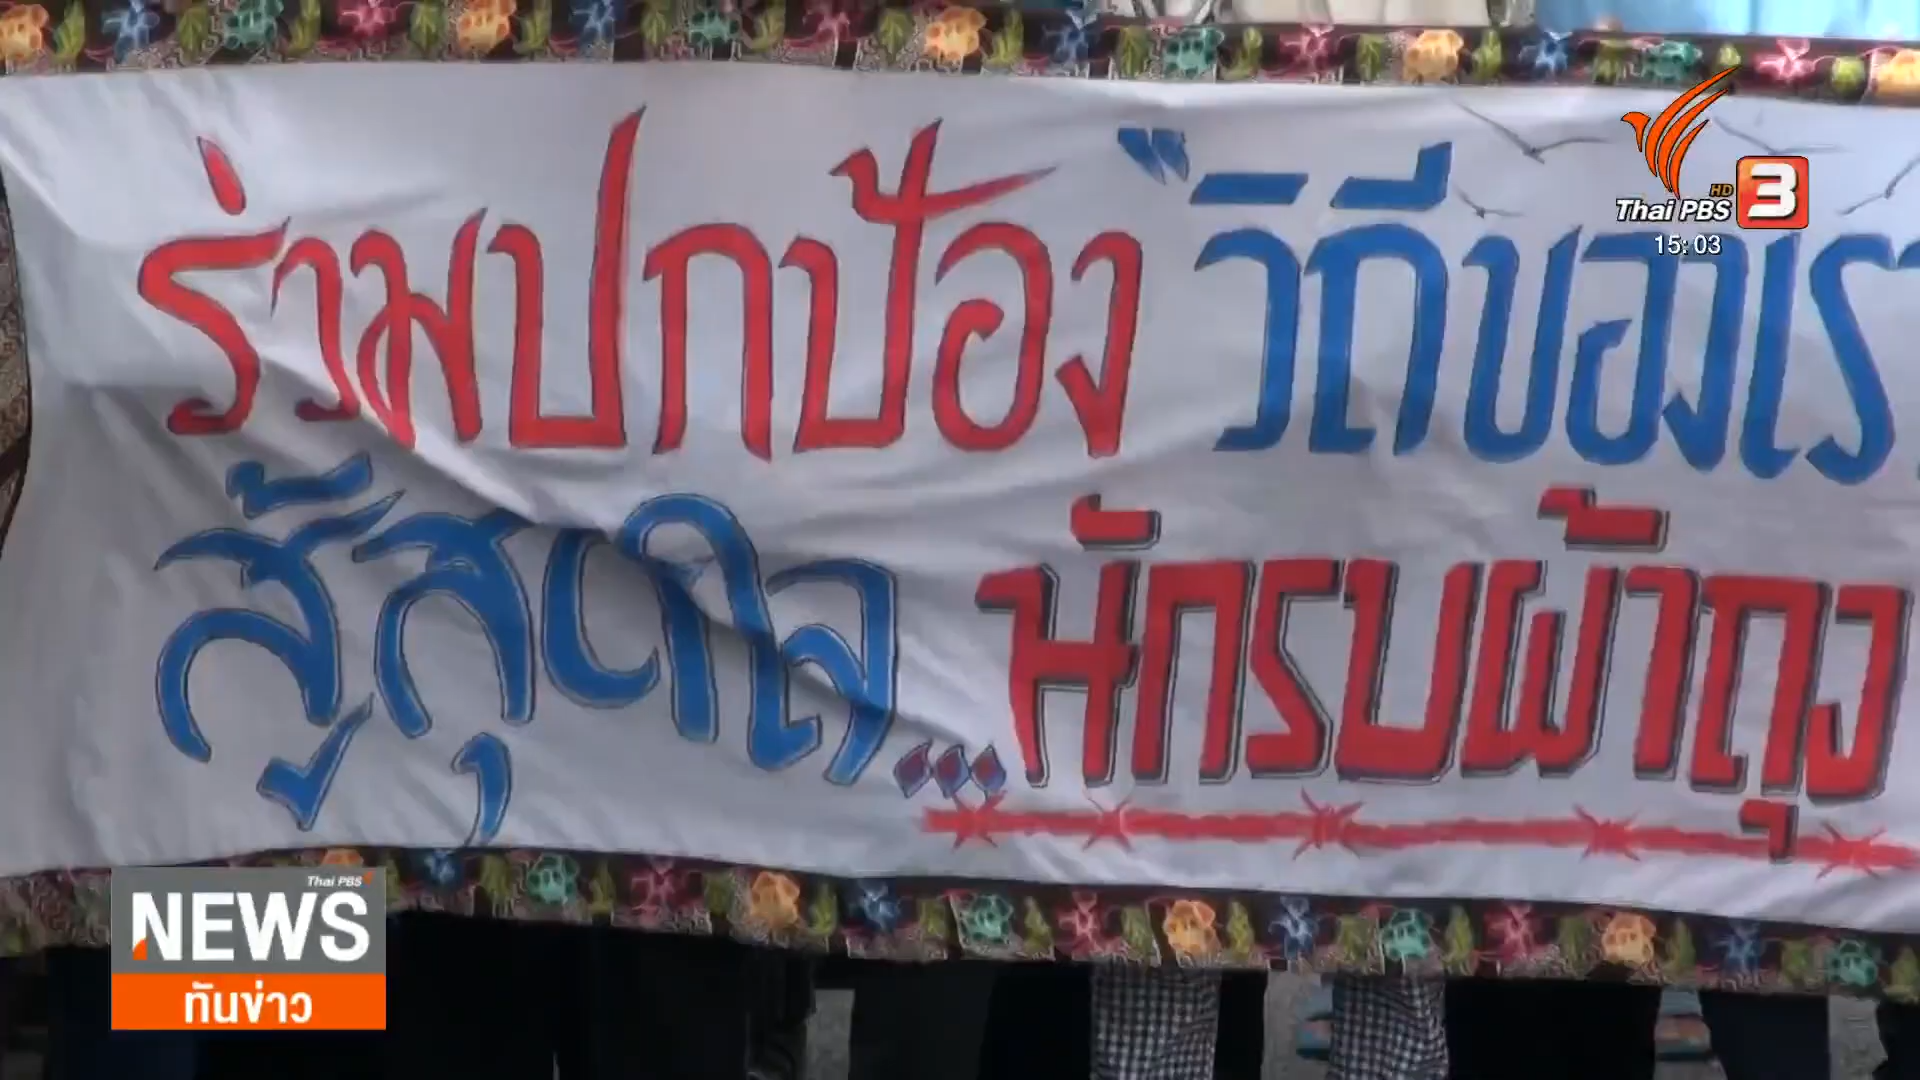 ร่วมปกป้อง "วิถีของเรา
สู้สุดใจ... นักรบผ้าถุง
Thai PBS HD 3
15:03
Thai PBS
NEWS
ทันข่าว